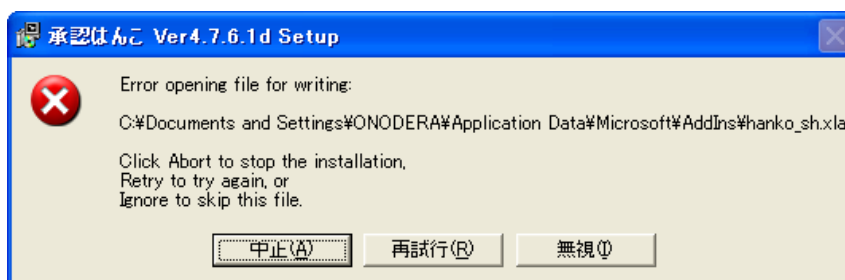 承認はんこ Ver4.7.6.1d Setup
Error opening file for writing:
C:¥Documents and Settings¥ONODERA¥Application Data¥Microsoft¥AddIns¥hanko_sh.xla
Click Abort to stop the installation,
Retry to try again, or
Ignore to skip this file.
中止(A) 再試行(R) 無視(I)